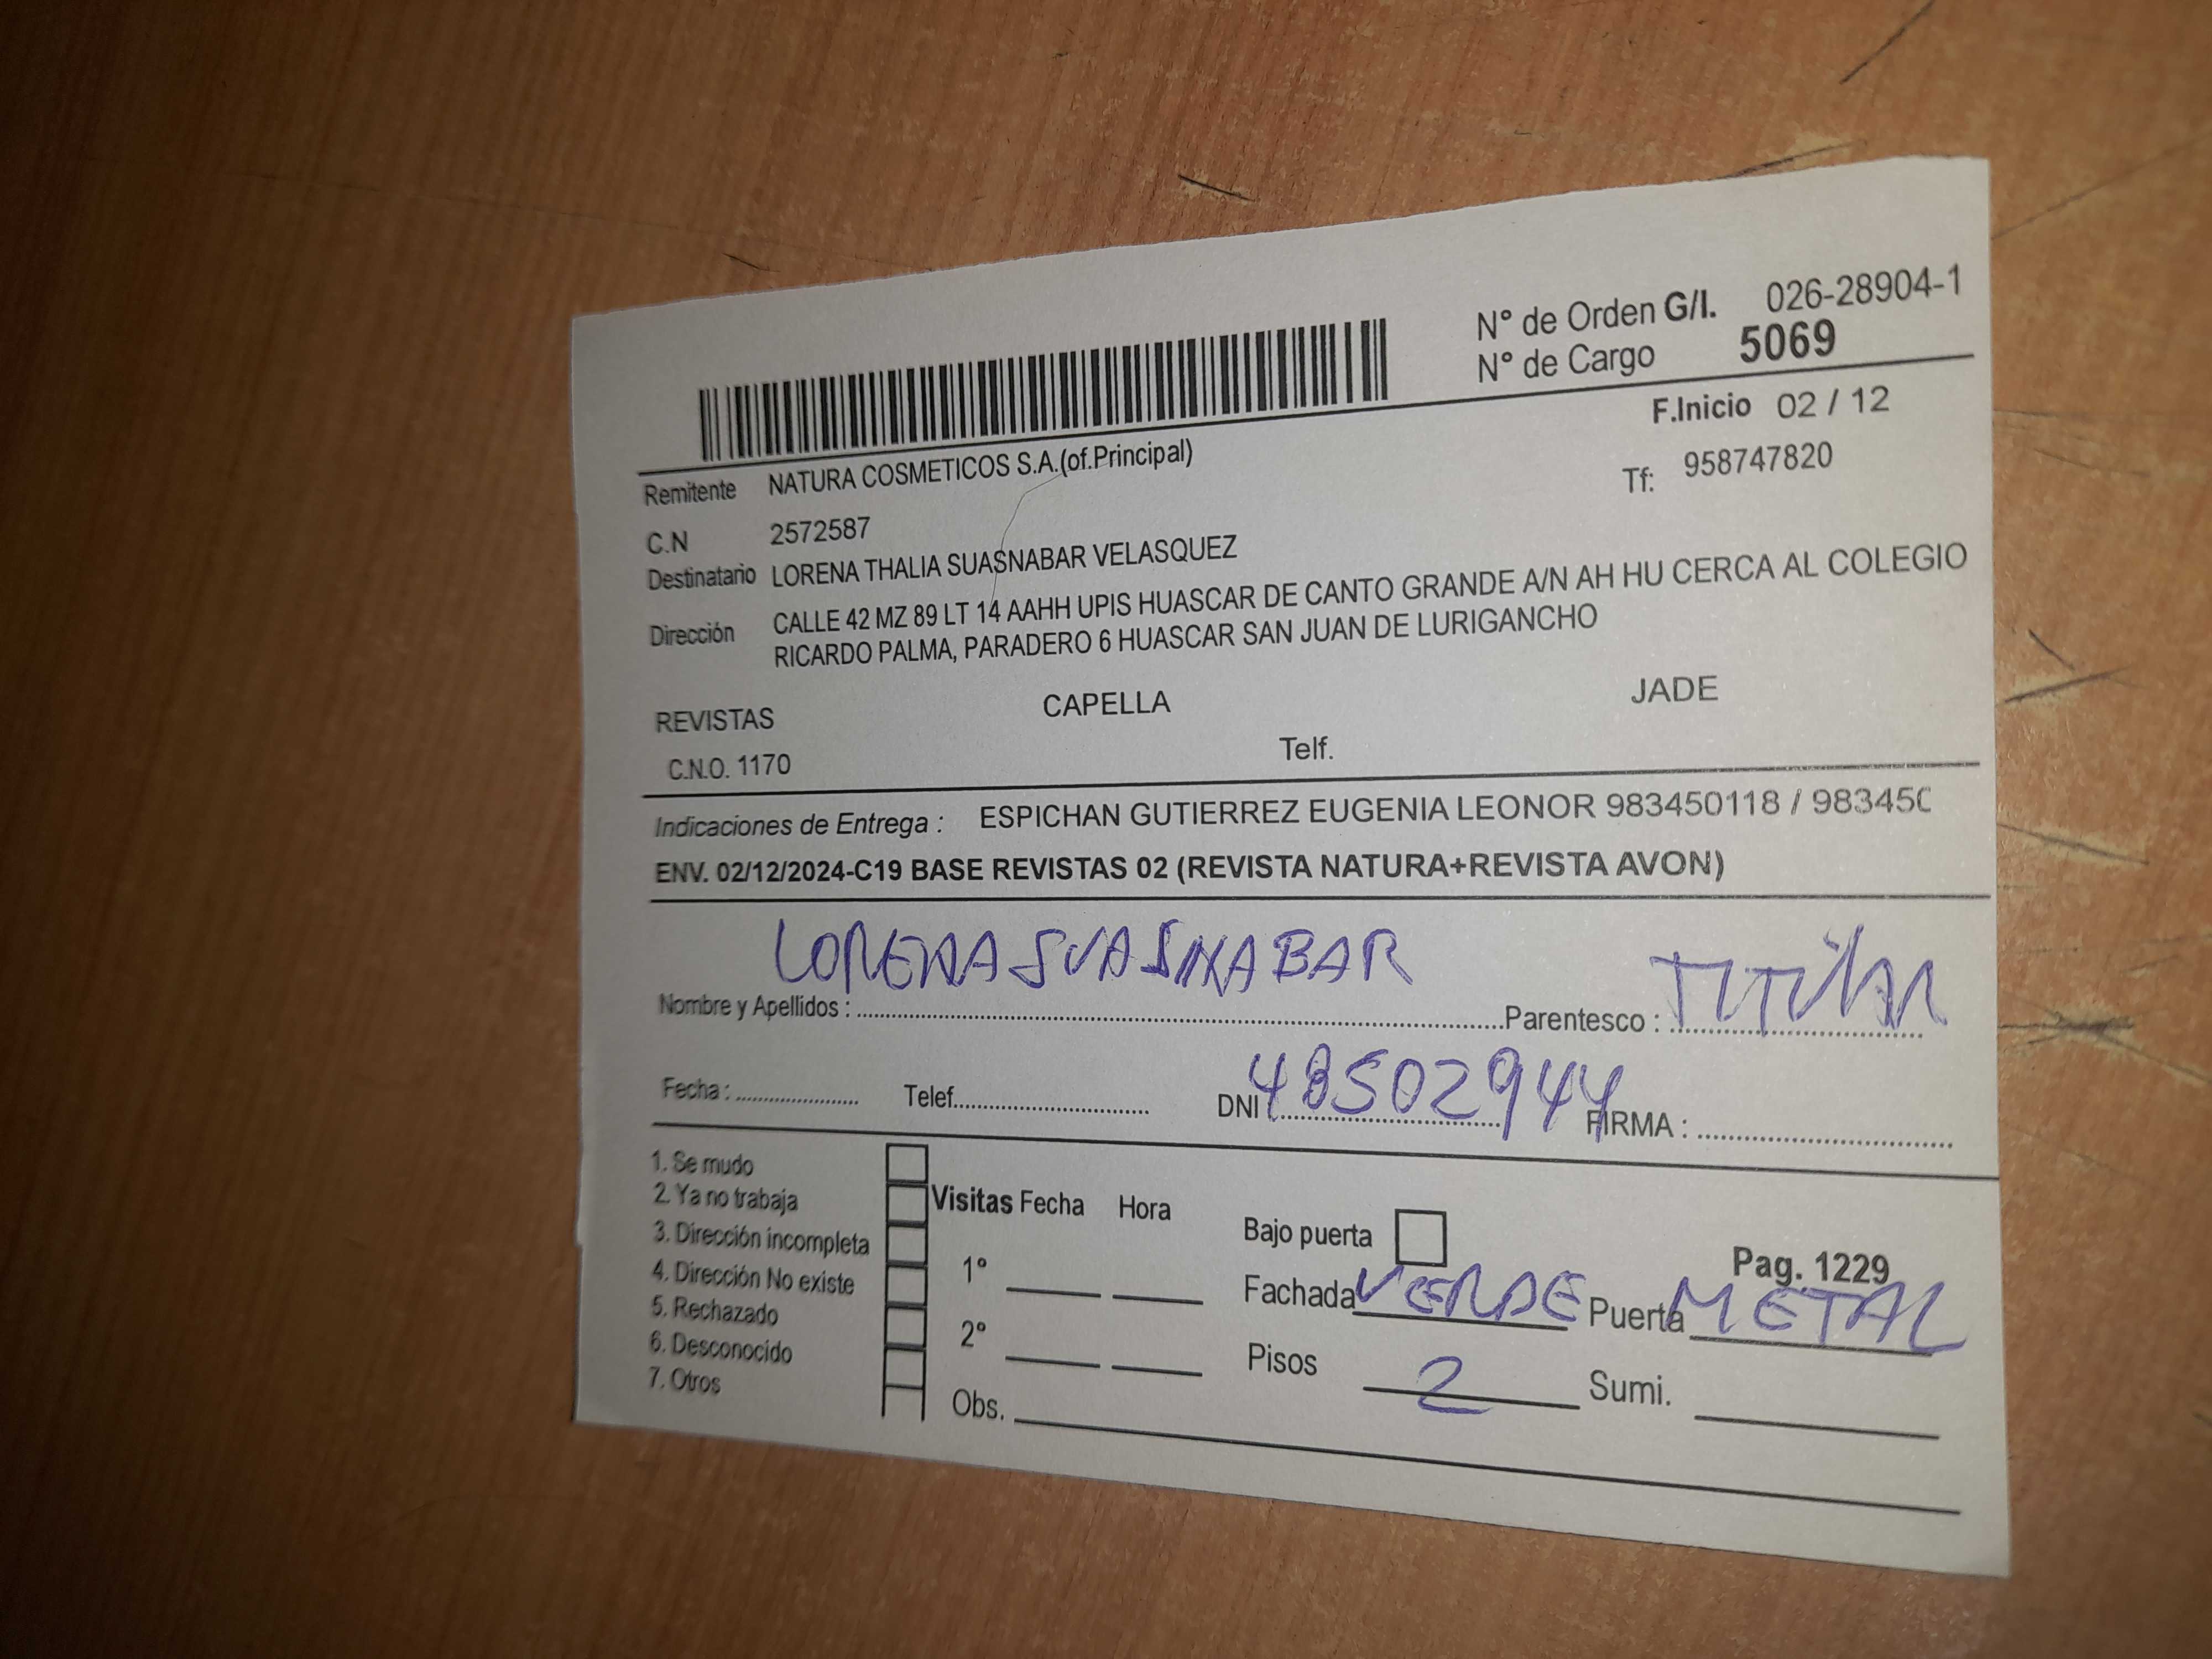 N° de Orden G/I. 026-28904-1
N° de Cargo 5069
F.Inicio 02 / 12
Remitente NATURA COSMETICOS S.A.(of.Principal)
Tf: 958747820
C.N 2572587
Destinatario LORENA THALIA SUASNABAR VELASQUEZ
Dirección CALLE 42 MZ 89 LT 14 AAHH UPIS HUASCAR DE CANTO GRANDE A/N AH HU CERCA AL COLEGIO
RICARDO PALMA, PARADERO 6 HUASCAR SAN JUAN DE LURIGANCHO
REVISTAS CAPELLA JADE
C.N.O. 1170 Telf.
Indicaciones de Entrega : ESPICHAN GUTIERREZ EUGENIA LEONOR 983450118 / 98345
ENV. 02/12/2024-C19 BASE REVISTAS 02 (REVISTA NATURA+REVISTA AVON)
Nombre y Apellidos : LORENA SUASNABAR Parentesco : TITULAR
Fecha : Telef. DNI : 48502944 FIRMA :
1. Se mudo
2. Ya no trabaja
3. Dirección incompleta
4. Dirección No existe
5. Rechazado
6. Desconocido
7. Otros
Visitas Fecha Hora
1°
2°
Obs.
Bajo puerta
Pag. 1229
Fachada VERDE Puerta METAL
Pisos 2 Sumi.